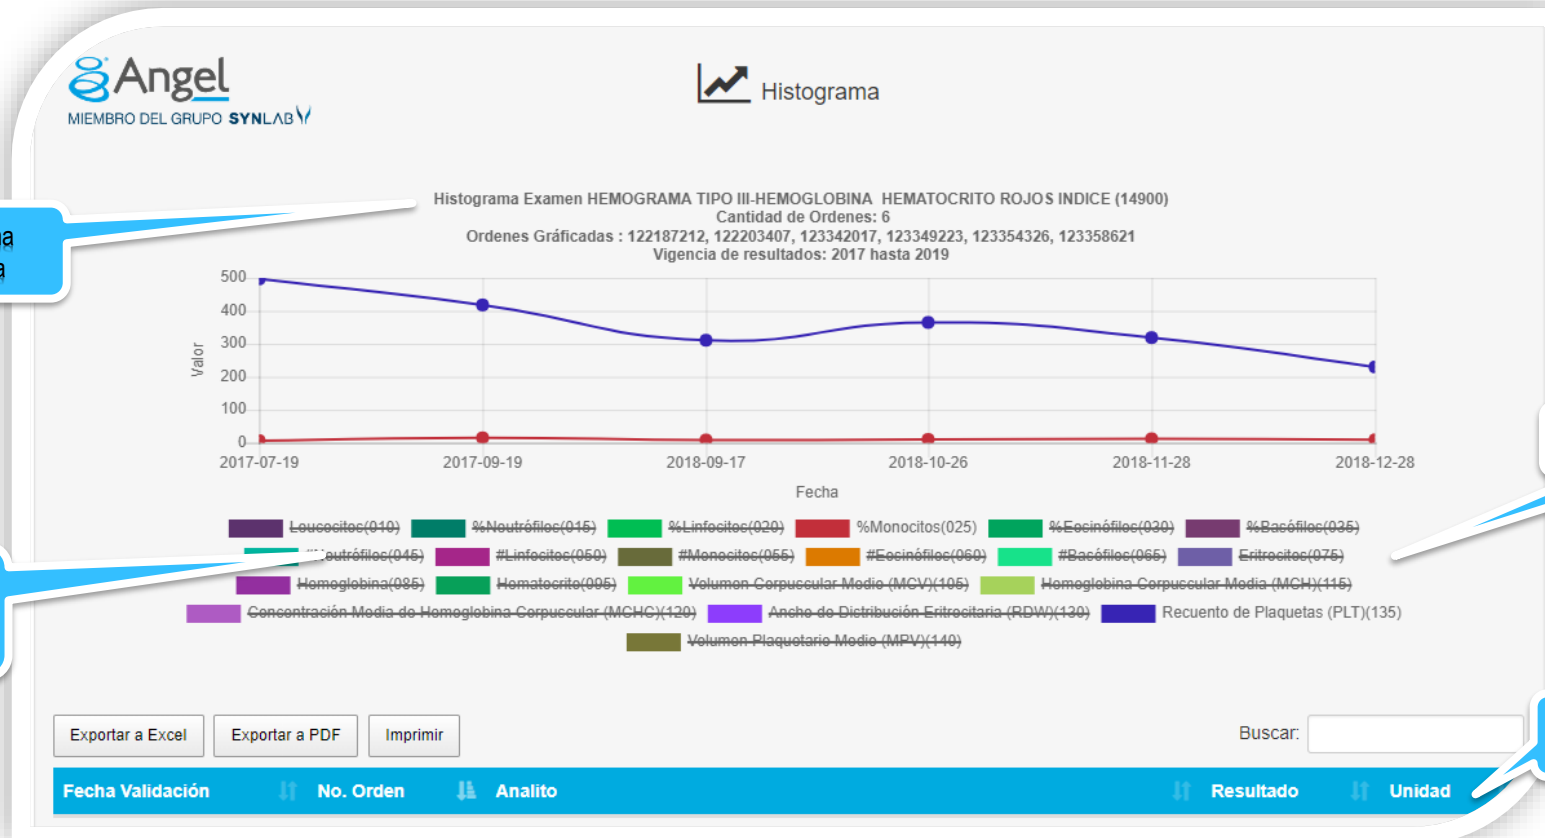 Angel
MIEMBRO DEL GRUPO SYNLAB
Histograma
Histograma Examen HEMOGRAMA TIPO III-HEMOGLOBINA HEMATOCRITO ROJOS INDICE (14900)
Cantidad de Ordenes: 6
Ordenes Gráficadas : 122187212, 122203407, 123342017, 123349223, 123354326, 123358621
Vigencia de resultados: 2017 hasta 2019
500
400
300
200
100
0
Valor
2017-07-19 2017-09-19 2018-09-17 2018-10-26 2018-11-28 2018-12-28
Fecha
Leucocitos(010) %Neutrófilos(015) %Linfocitos(020) %Monocitos(025) %Eosinófilos(030) %Basófilos(035)
#Neutrófilos(045) #Linfocitos(050) #Monocitos(055) #Eosinófilos(060) #Basófilos(065) Eritrocitos(075)
Hemoglobina(085) Hematocrito(095) Volumen Corpuscular Medio (MCV)(105) Hemoglobina Corpuscular Media (MCH)(115)
Concentración Media de Hemoglobina Corpuscular (MCHC)(120) Ancho de Distribución Eritrocitaria (RDW)(130) Recuento de Plaquetas (PLT)(135)
Volumen Plaquetario Medio (MPV)(140)
Exportar a Excel Exportar a PDF Imprimir Buscar:
Fecha Validación No. Orden Analito Resultado Unidad